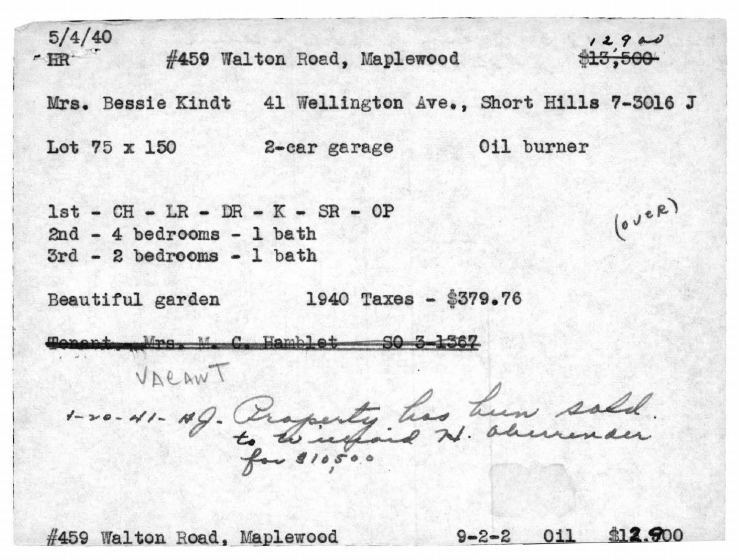 5/4/40 12,900
HR #459 Walton Road, Maplewood $13,500
Mrs. Bessie Kindt 41 Wellington Ave., Short Hills 7-3016 J
Lot 75 x 150 2-car garage Oil burner
1st - CH - LR - DR - K - SR - OP
(OVER)
2nd - 4 bedrooms - 1 bath
3rd - 2 bedrooms - 1 bath
Beautiful garden 1940 Taxes - $379.76
Tenant - Mrs. M. C. Hamblet SO 3-1367
VACANT
1-20-41- HJ. Property has been sold.
to H. Oberrender
for $10,500
#459 Walton Road, Maplewood 9-2-2 Oil $12,900